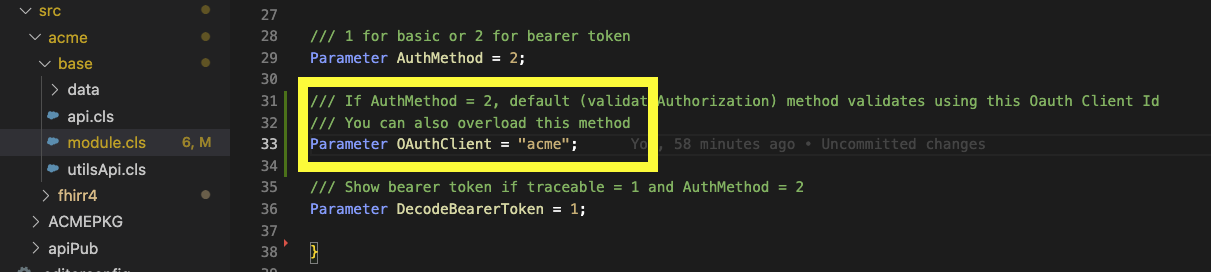 src
acme
base
data
api.cls
module.cls 6, M
utilsApi.cls
fhirr4
ACMEPKG
apiPub
27
28 /// 1 for basic or 2 for bearer token
29 Parameter AuthMethod = 2;
30
31 /// If AuthMethod = 2, default (validat Authorization) method validates using this Oauth Client Id
32 /// You can also overload this method
33 Parameter OAuthClient = "acme"; 58 minutes ago • Uncommitted changes
34
35 /// Show bearer token if traceable = 1 and AuthMethod = 2
36 Parameter DecodeBearerToken = 1;
37
38 }